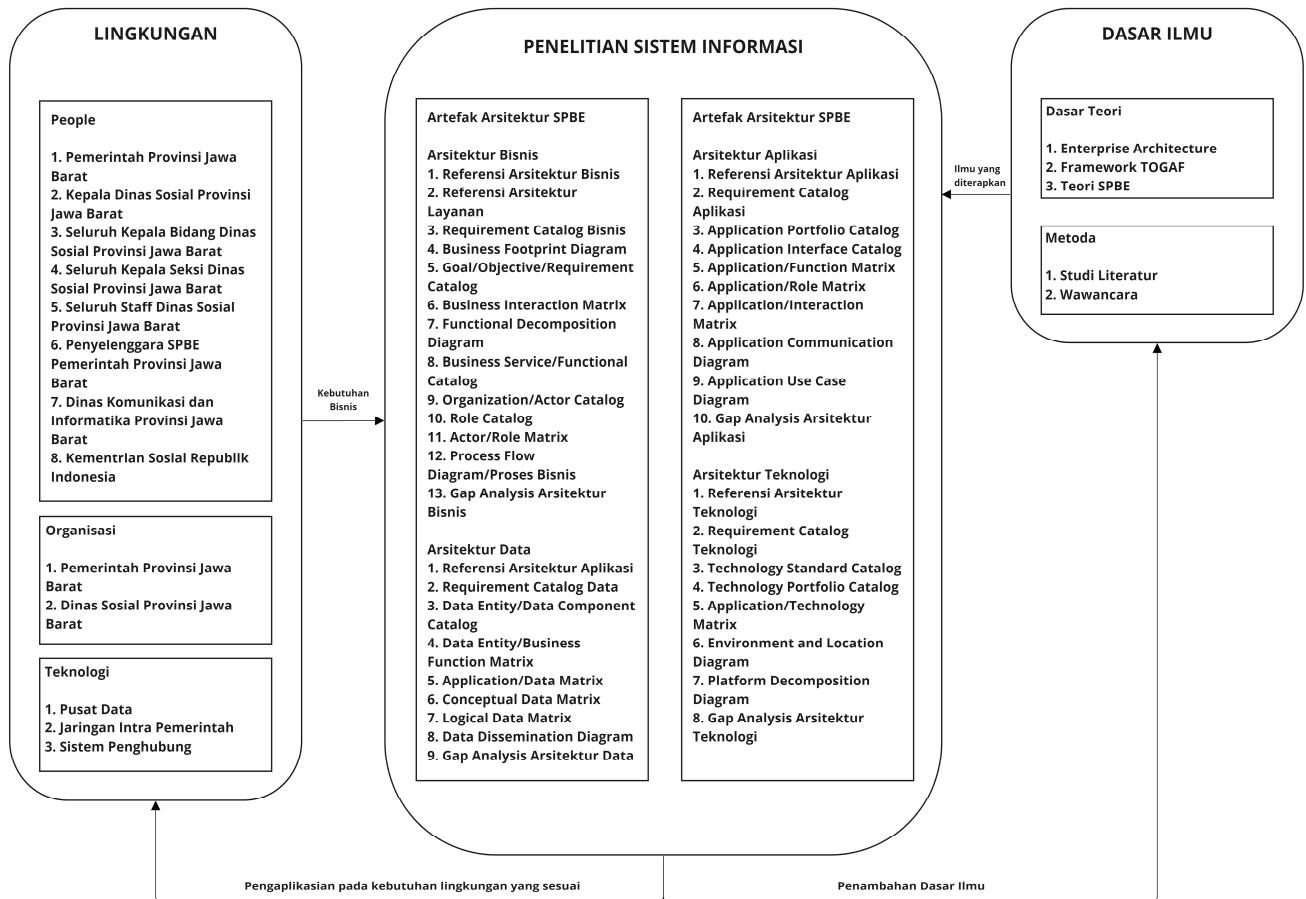 LINGKUNGAN
People
1. Pemerintah Provinsi Jawa
Barat
2. Kepala Dinas Sosial Provinsi
Jawa Barat
3. Seluruh Kepala Bidang Dinas
Sosial Provinsi Jawa Barat
4. Seluruh Kepala Seksi Dinas
Sosial Provinsi Jawa Barat
5. Seluruh Staff Dinas Sosial
Provinsi Jawa Barat
6. Penyelenggara SPBE
Pemerintah Provinsi Jawa
Barat
7. Dinas Komunikasi dan
Informatika Provinsi Jawa
Barat
8. Kementrian Sosial Republik
Indonesia
Organisasi
1. Pemerintah Provinsi Jawa
Barat
2. Dinas Sosial Provinsi Jawa
Barat
Teknologi
1. Pusat Data
2. Jaringan Intra Pemerintah
3. Sistem Penghubung
Kebutuhan
Bisnis
PENELITIAN SISTEM INFORMASI
Artefak Arsitektur SPBE
Arsitektur Bisnis
1. Referensi Arsitektur Bisnis
2. Referensi Arsitektur
Layanan
3. Requirement Catalog Bisnis
4. Business Footprint Diagram
5. Goal/Objective/Requirement
Catalog
6. Business Interaction Matrix
7. Functional Decomposition
Diagram
8. Business Service/Functional
Catalog
9. Organization/Actor Catalog
10. Role Catalog
11. Actor/Role Matrix
12. Process Flow
Diagram/Proses Bisnis
13. Gap Analysis Arsitektur
Bisnis
Arsitektur Data
1. Referensi Arsitektur Aplikasi
2. Requirement Catalog Data
3. Data Entity/Data Component
Catalog
4. Data Entity/Business
Function Matrix
5. Application/Data Matrix
6. Conceptual Data Matrix
7. Logical Data Matrix
8. Data Dissemination Diagram
9. Gap Analysis Arsitektur Data
Artefak Arsitektur SPBE
Arsitektur Aplikasi
1. Referensi Arsitektur Aplikasi
2. Requirement Catalog
Aplikasi
3. Application Portfolio Catalog
4. Application Interface Catalog
5. Application/Function Matrix
6. Application/Role Matrix
7. Application/Interaction
Matrix
8. Application Communication
Diagram
9. Application Use Case
Diagram
10. Gap Analysis Arsitektur
Aplikasi
Arsitektur Teknologi
1. Referensi Arsitektur
Teknologi
2. Requirement Catalog
Teknologi
3. Technology Standard Catalog
4. Technology Portfolio Catalog
5. Application/Technology
Matrix
6. Environment and Location
Diagram
7. Platform Decomposition
Diagram
8. Gap Analysis Arsitektur
Teknologi
Ilmu yang
diterapkan
DASAR ILMU
Dasar Teori
1. Enterprise Architecture
2. Framework TOGAF
3. Teori SPBE
Metoda
1. Studi Literatur
2. Wawancara
Pengaplikasian pada kebutuhan lingkungan yang sesuai
Penambahan Dasar Ilmu